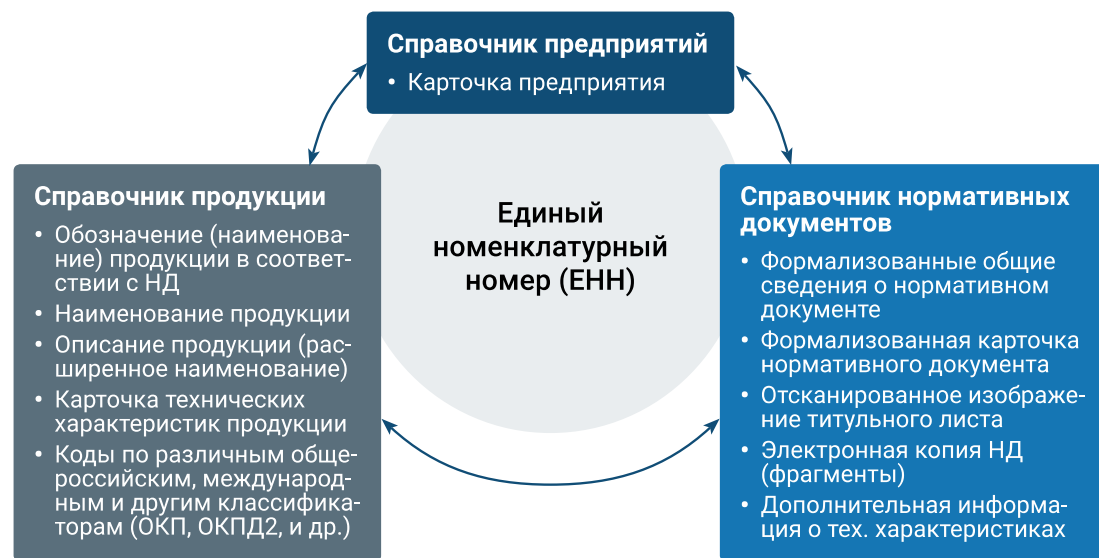 Справочник предприятий
• Карточка предприятия
Справочник продукции
• Обозначение (наименова-
ние) продукции в соответ-
ствии с НД
• Наименование продукции
• Описание продукции (рас-
ширенное наименование)
• Карточка технических
характеристик продукции
• Коды по различным обще-
российским, международ-
ным и другим классифика-
торам (ОКП, ОКПД2, и др.)
Единый
номенклатурный
номер (ЕНН)
Справочник нормативных
документов
• Формализованные общие
сведения о нормативном
документе
• Формализованная карточка
нормативного документа
• Отсканированное изображе-
ние титульного листа
• Электронная копия НД
(фрагменты)
• Дополнительная информа-
ция о тех. характеристиках